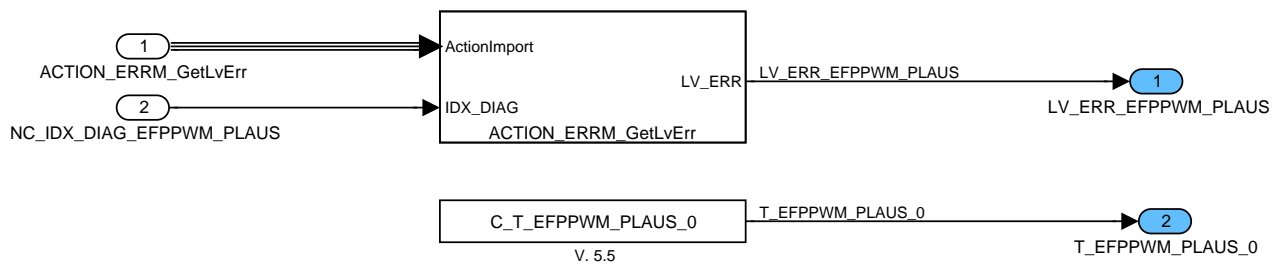 1
ACTION_ERRM_GetLvErr
2
NC_IDX_DIAG_EFPPWM_PLAUS
ActionImport
LV_ERR
IDX_DIAG
ACTION_ERRM_GetLvErr
LV_ERR_EFPPWM_PLAUS
1
LV_ERR_EFPPWM_PLAUS
C_T_EFPPWM_PLAUS_0
V. 5.5
T_EFPPWM_PLAUS_0
2
T_EFPPWM_PLAUS_0